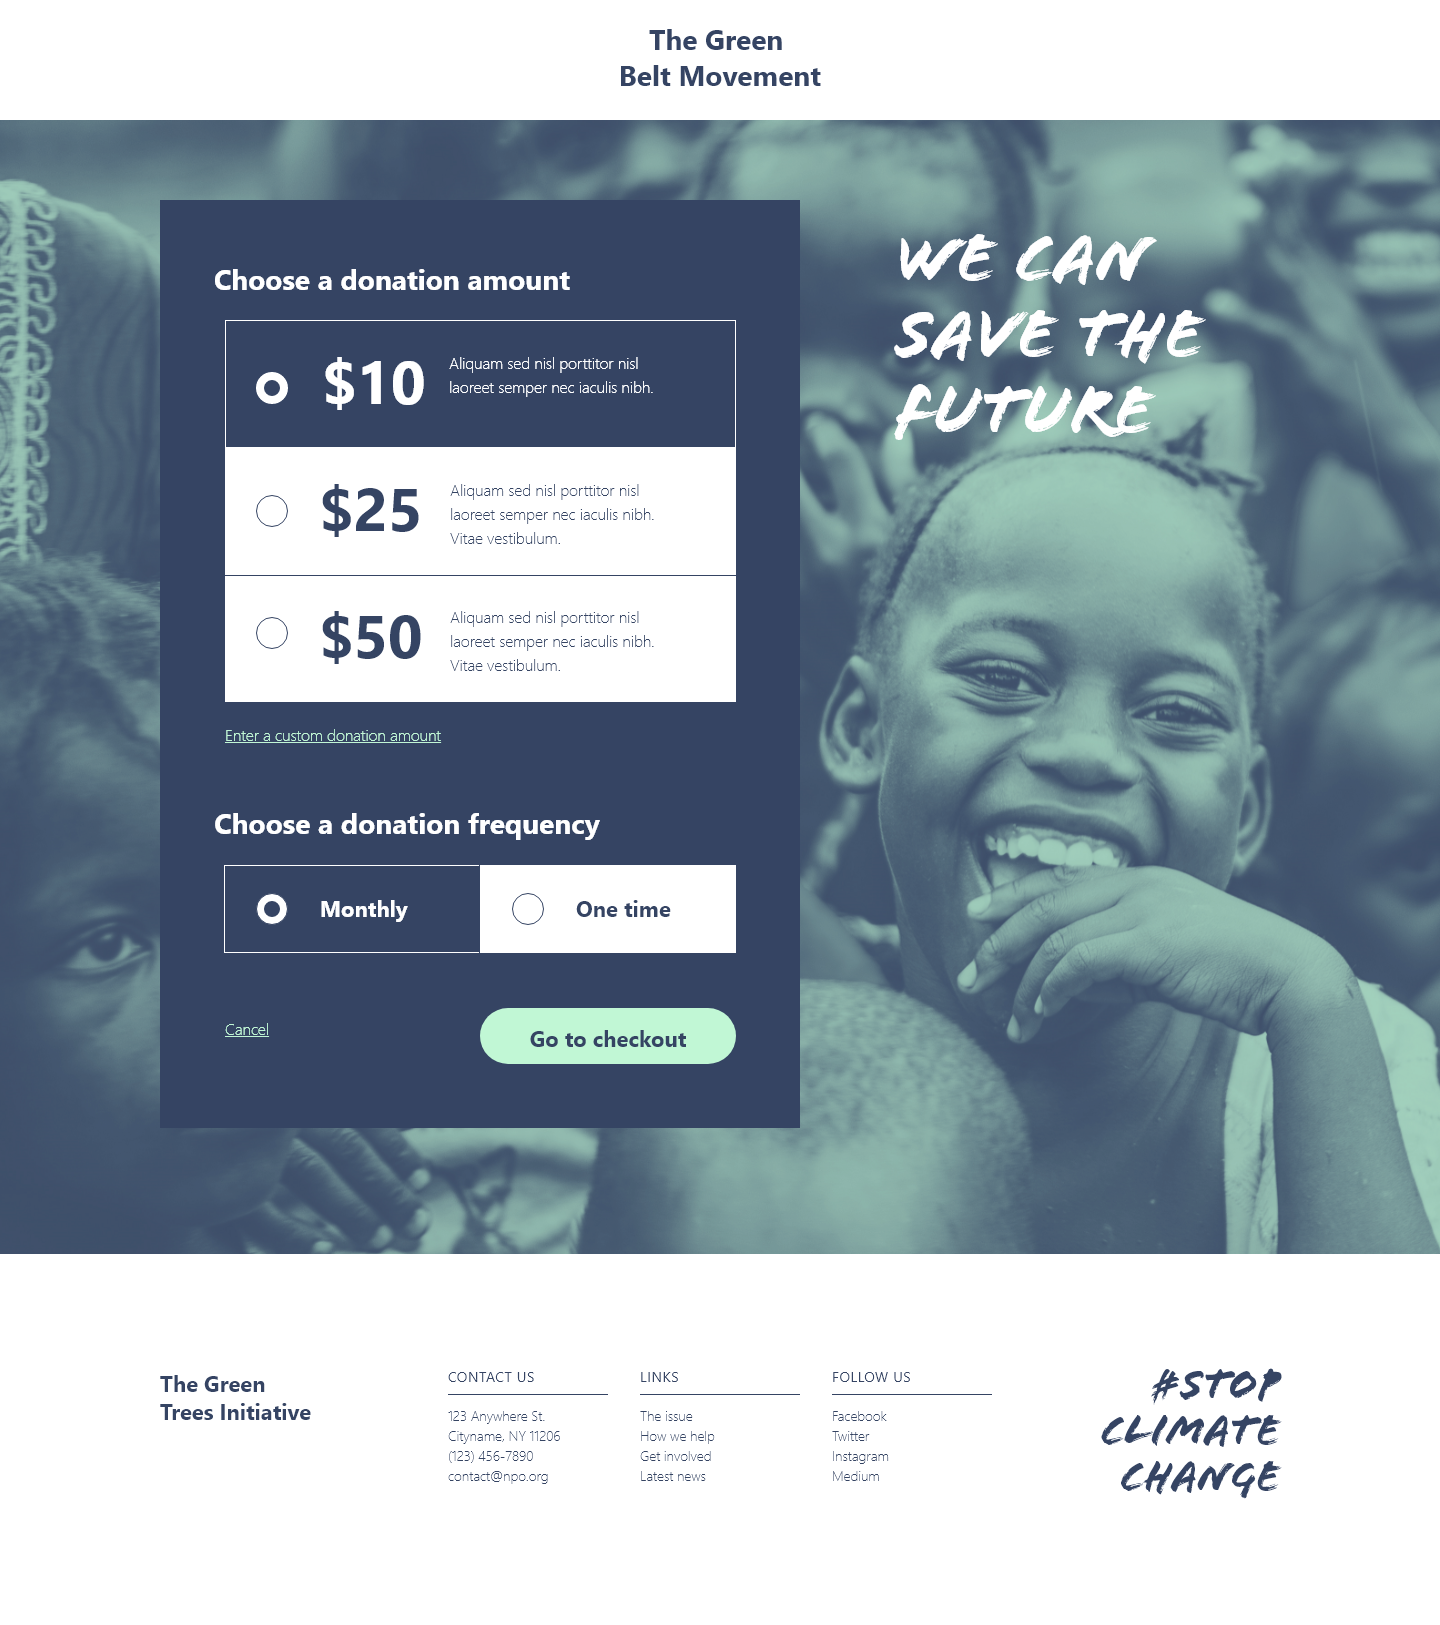 The Green
Belt Movement
WE CAN
SAVE THE
FUTURE
Choose a donation amount
$10
Aliquam sed nisl porttitor nisl
laoreet semper nec iaculis nibh.
$25
Aliquam sed nisl porttitor nisl
laoreet semper nec iaculis nibh.
Vitae vestibulum.
$50
Aliquam sed nisl porttitor nisl
laoreet semper nec iaculis nibh.
Vitae vestibulum.
Enter a custom donation amount
Choose a donation frequency
Monthly
One time
Cancel
Go to checkout
The Green
Trees Initiative
CONTACT US
123 Anywhere St.
Cityname, NY 11206
(123) 456-7890
contact@npo.org
LINKS
The issue
How we help
Get involved
Latest news
FOLLOW US
Facebook
Twitter
Instagram
Medium
#STOP
CLIMATE
CHANGE